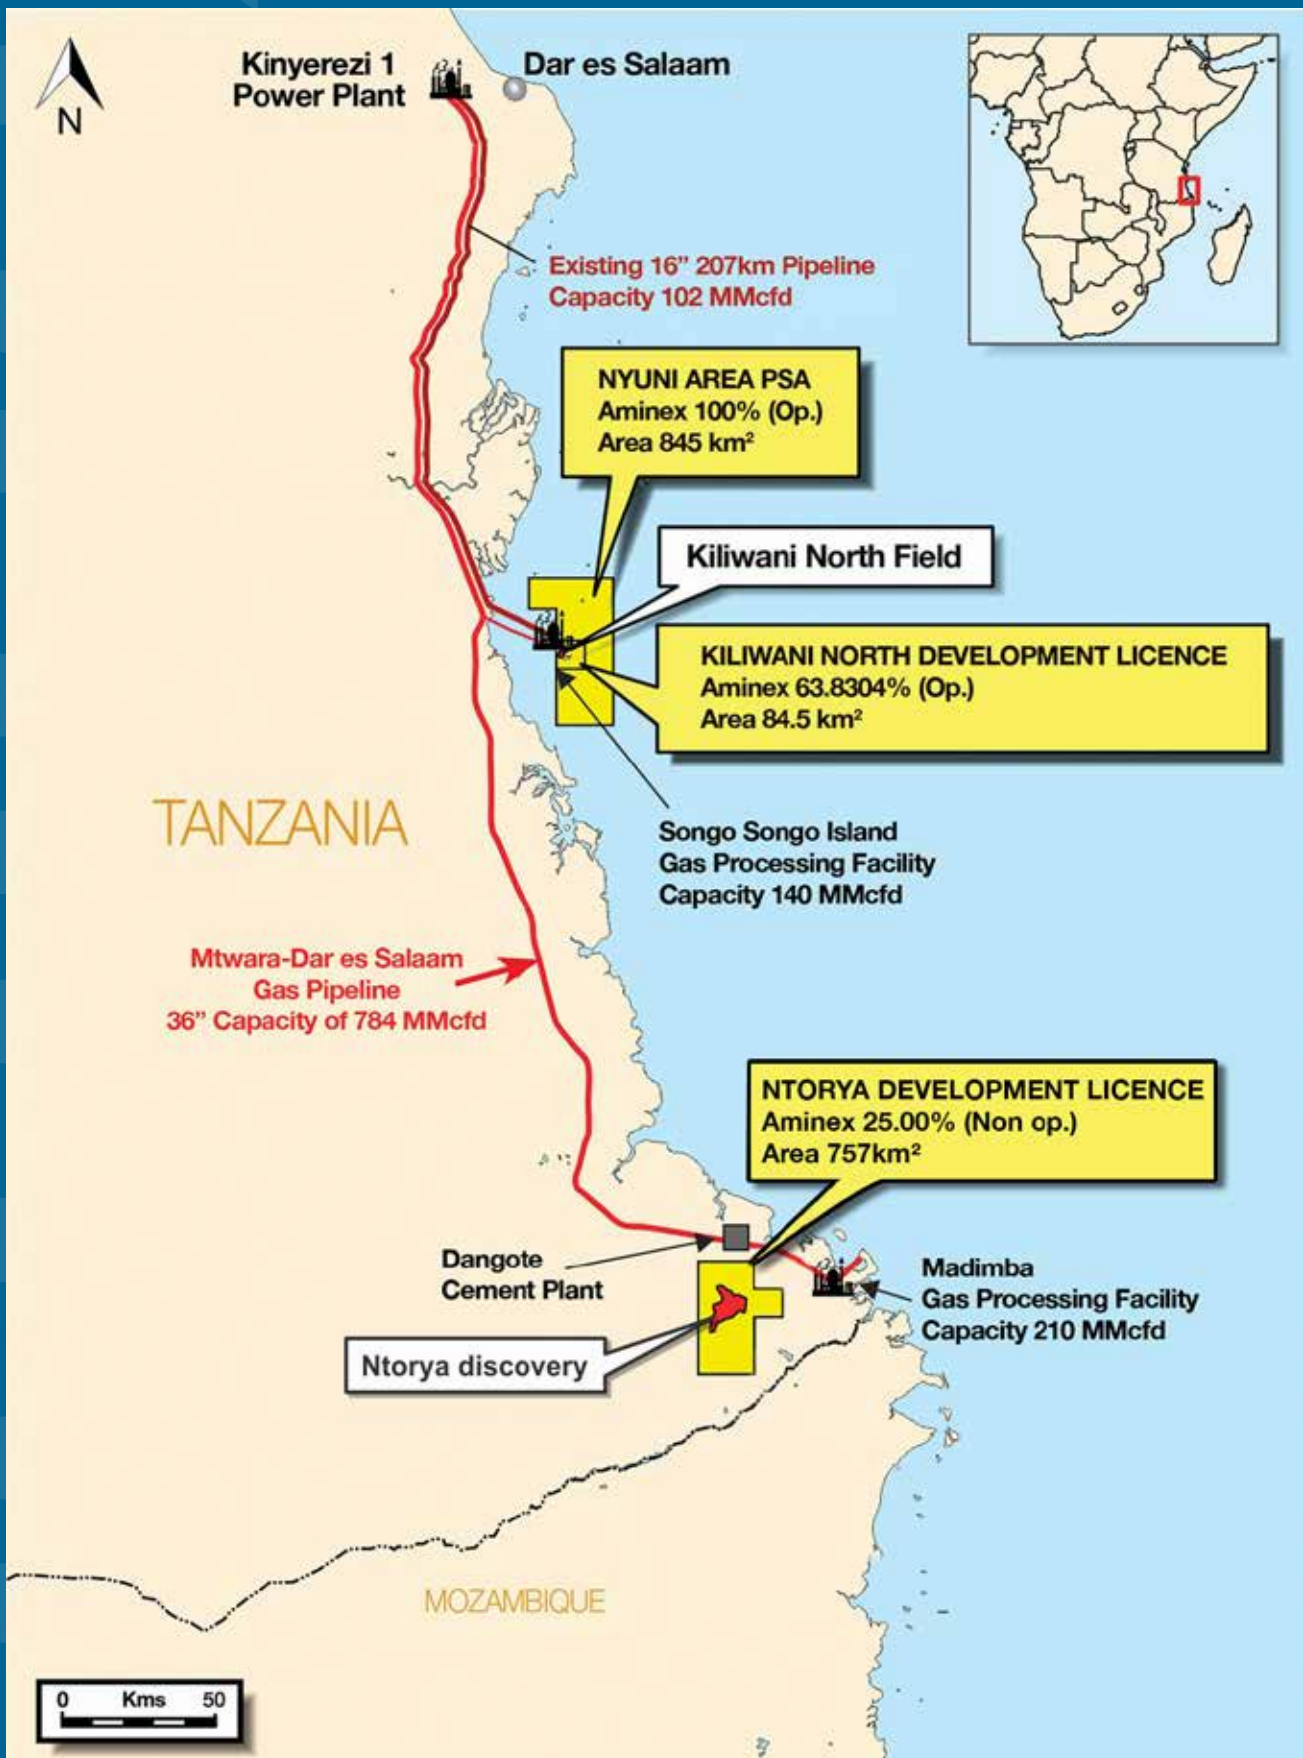 Kinyerezi 1
Power Plant
Dar es Salaam
N
Existing 16” 207km Pipeline
Capacity 102 MMcfd
NYUNI AREA PSA
Aminex 100% (Op.)
Area 845 km²
Kiliwani North Field
KILIWANI NORTH DEVELOPMENT LICENCE
Aminex 63.8304% (Op.)
Area 84.5 km²
TANZANIA
Songo Songo Island
Gas Processing Facility
Capacity 140 MMcfd
Mtwara-Dar es Salaam
Gas Pipeline
36” Capacity of 784 MMcfd
NTORYA DEVELOPMENT LICENCE
Aminex 25.00% (Non op.)
Area 757km²
Dangote
Cement Plant
Madimba
Gas Processing Facility
Capacity 210 MMcfd
Ntorya discovery
MOZAMBIQUE
0 Kms 50